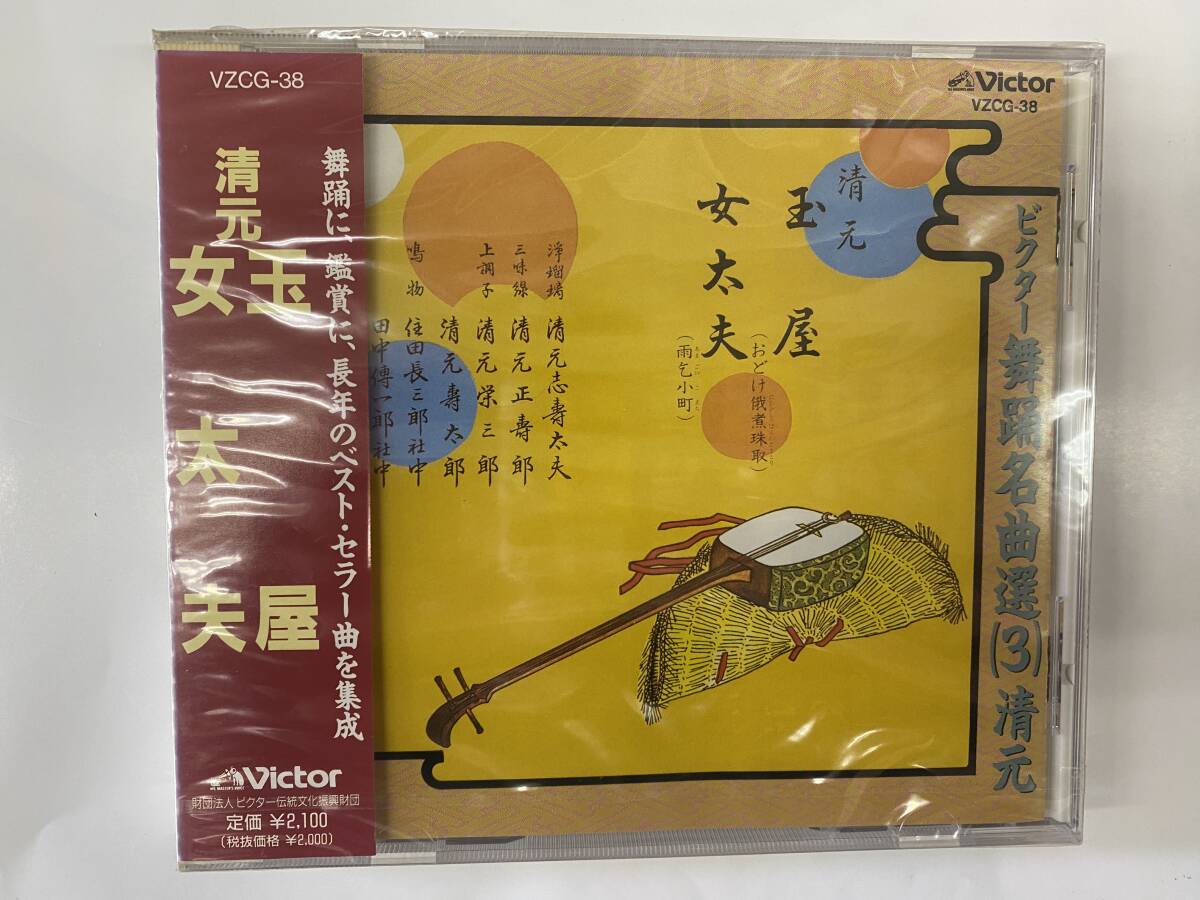 VZCG-38
舞踊に、鑑賞に、長年のベスト・セラー曲を集成
清元
玉屋
女太夫
Victor
財団法人 ビクター伝統文化振興財団
定価 ¥2,100
(税抜価格 ¥2,000)
Victor
VZCG-38
ビクター舞踊名曲選(3)清元
清元
玉屋
(おどけ俄煮珠取)
女太夫
(雨乞小町)
浄瑠璃 清元志壽太夫
三味線 清元正壽郎
上調子 清元栄三郎
清元壽太郎
鳴物 住田長三郎社中
田中傳一郎社中